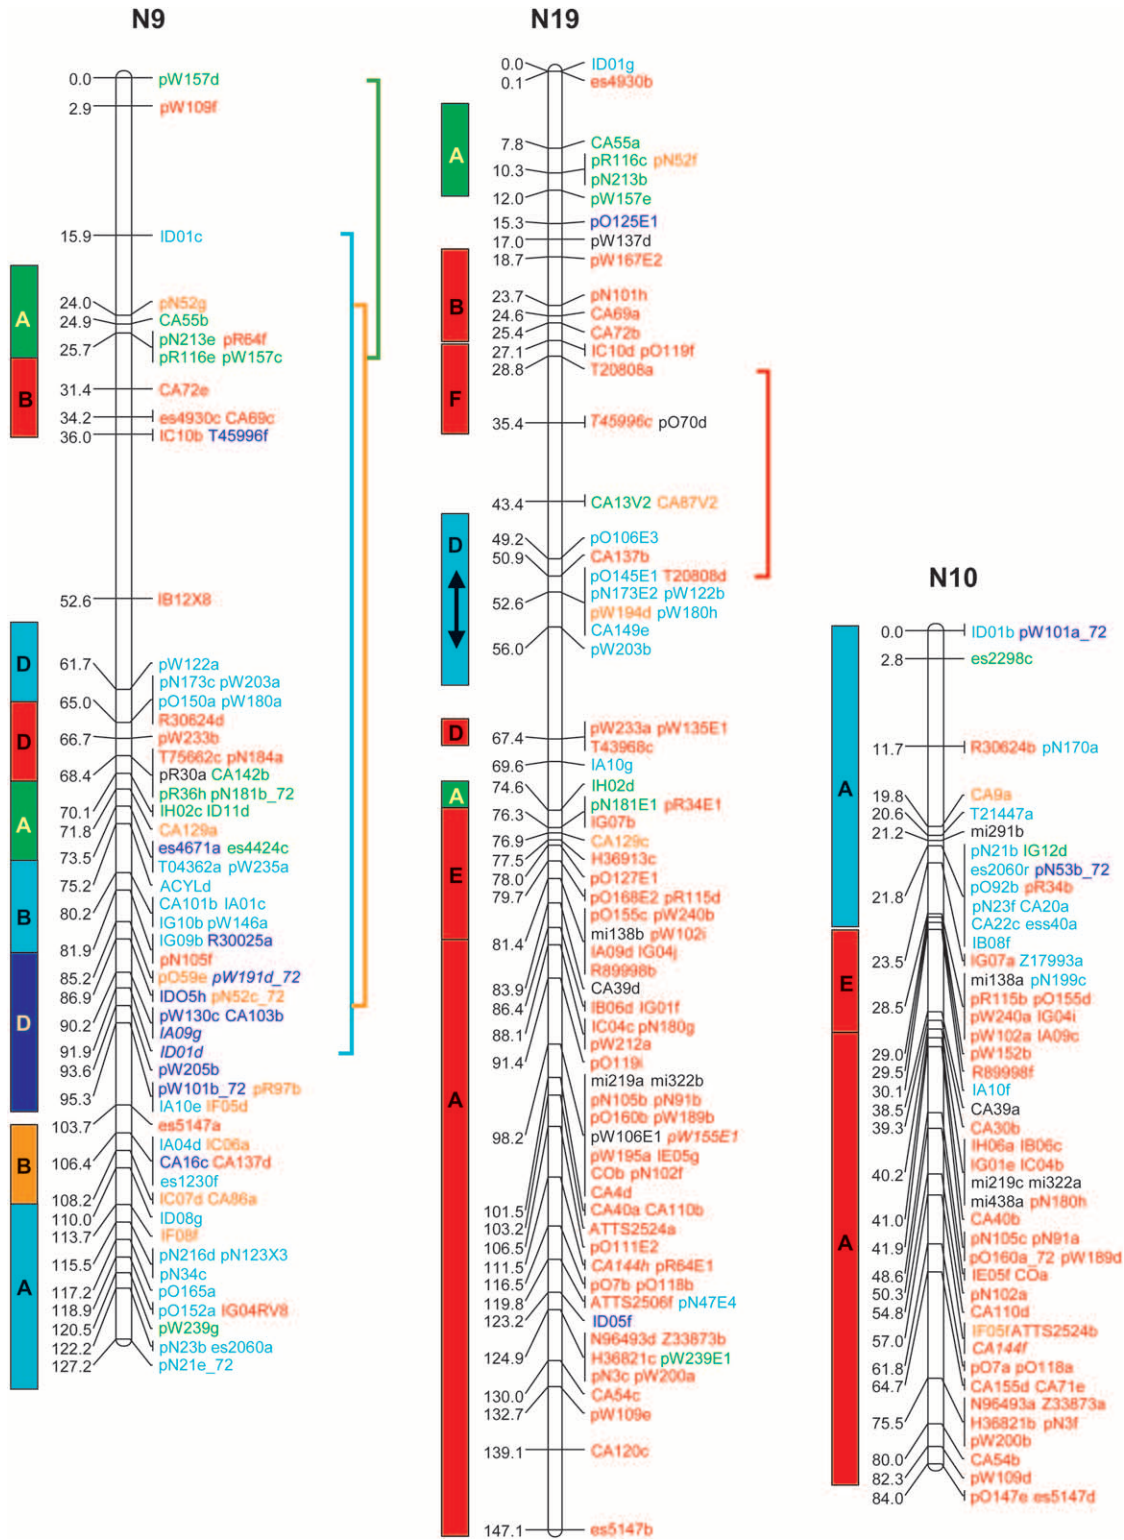 N9
0.0 pW157d
2.9 pW109f
15.9 ID01c
24.0 pN52g
24.9 CA55b
25.7 pN213e pR64f
pR116e pW157c
31.4 CA72e
34.2 es4930c CA69c
36.0 IC10b T45996f
52.6 IB12X8
61.7 pW122a
pN173c pW203a
65.0 pO150a pW180a
R30624d
66.7 pW233b
T75662c pN184a
68.4 pR30a CA142b
pR36h pN181b_72
70.1 IH02c ID11d
71.8 CA129a
73.5 es4671a es4424c
T04362a pW235a
75.2 ACYLd
80.2 CA101b IA01c
IG10b pW146a
81.9 IG09b R30025a
pN105f
85.2 pO59e pW191d_72
86.9 IDO5h pN52c_72
90.2 pW130c CA103b
IA09g
91.9 ID01d
93.6 pW205b
95.3 pW101b_72 pR97b
IA10e IF05d
103.7 es5147a
IA04d IC06a
106.4 CA16c CA137d
es1230f
108.2 IC07d CA86a
110.0 ID08g
113.7 IF08f
115.5 pN216d pN123X3
pN34c
117.2 pO165a
118.9 pO152a IG04RV8
120.5 pW239g
122.2 pN23b es2060a
127.2 pN21e_72
A
B
D
D
A
B
D
B
A
N19
0.0 ID01g
0.1 es4930b
7.8 CA55a
10.3 pR116c pN52f
pN213b
12.0 pW157e
15.3 pO125E1
17.0 pW137d
18.7 pW167E2
23.7 pN101h
24.6 CA69a
25.4 CA72b
27.1 IC10d pO119f
28.8 T20808a
35.4 T45996c pO70d
43.4 CA13V2 CA87V2
49.2 pO106E3
50.9 CA137b
pO145E1 T20808d
52.6 pN173E2 pW122b
pW194d pW180h
CA149e
56.0 pW203b
67.4 pW233a pW135E1
T43968c
69.6 IA10g
74.6 IH02d
76.3 pN181E1 pR34E1
IG07b
76.9 CA129c
77.5 H36913c
78.0 pO127E1
79.7 pO168E2 pR115d
pO155c pW240b
81.4 mi138b pW102i
IA09d IG04j
R89998b
83.9 CA39d
86.4 IB06d IG01f
88.1 IC04c pN180g
pW212a
91.4 pO119i
mi219a mi322b
pN105b pN91b
pO160b pW189b
98.2 pW106E1 pW155E1
pW195a IE05g
COb pN102f
CA4d
101.5 CA40a CA110b
103.2 ATTS2524a
106.5 pO111E2
111.5 CA144h pR64E1
116.5 pO7b pO118b
119.8 ATTS2506f pN47E4
123.2 ID05f
N96493d Z33873b
124.9 H36821c pW239E1
pN3c pW200a
130.0 CA54c
132.7 pW109e
139.1 CA120c
147.1 es5147b
A
B
F
D
D
A
E
A
N10
0.0 ID01b pW101a_72
2.8 es2298c
11.7 R30624b pN170a
19.8 CA9a
20.6 T21447a
21.2 mi291b
pN21b IG12d
es2060r pN53b_72
21.8 pO92b pR34b
pN23f CA20a
CA22c ess40a
IB08f
23.5 IG07a Z17993a
mi138a pN199c
28.5 pR115b pO155d
pW240a IG04i
pW102a IA09c
29.0 pW152b
29.5 R89998f
30.1 IA10f
38.5 CA39a
39.3 CA30b
IH06a IB06c
40.2 IG01e IC04b
mi219c mi322a
mi438a pN180h
41.0 CA40b
41.9 pN105c pN91a
pO160a_72 pW189d
48.6 IE05f COa
50.3 pN102a
54.8 CA110d
57.0 IF05fATTS2524b
CA144f
61.8 pO7a pO118a
64.7 CA155d CA71e
N96493a Z33873a
75.5 H36821b pN3f
pW200b
80.0 CA54b
82.3 pW109d
84.0 pO147e es5147d
A
E
A